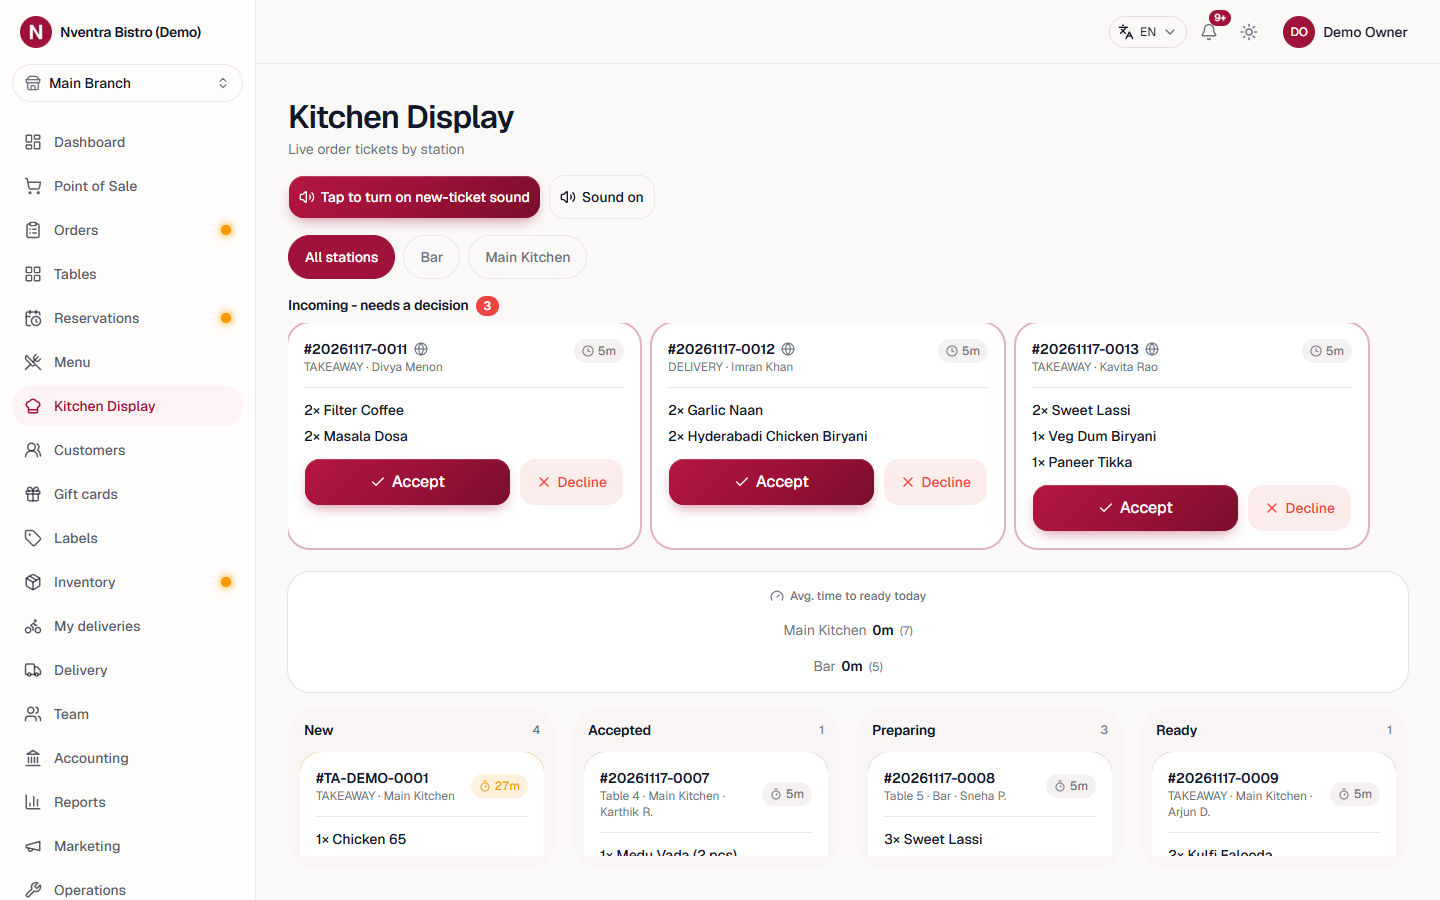 N Nventra Bistro (Demo)
Main Branch
Dashboard
Point of Sale
Orders
Tables
Reservations
Menu
Kitchen Display
Customers
Gift cards
Labels
Inventory
My deliveries
Delivery
Team
Accounting
Reports
Marketing
Operations
EN
9+
DO Demo Owner
Kitchen Display
Live order tickets by station
Tap to turn on new-ticket sound
Sound on
All stations
Bar
Main Kitchen
Incoming - needs a decision 3
#20261117-0011
5m
TAKEAWAY · Divya Menon
2× Filter Coffee
2× Masala Dosa
Accept
Decline
#20261117-0012
5m
DELIVERY · Imran Khan
2× Garlic Naan
2× Hyderabadi Chicken Biryani
Accept
Decline
#20261117-0013
5m
TAKEAWAY · Kavita Rao
2× Sweet Lassi
1× Veg Dum Biryani
1× Paneer Tikka
Accept
Decline
Avg. time to ready today
Main Kitchen 0m (7)
Bar 0m (5)
New 4
#TA-DEMO-0001
27m
TAKEAWAY · Main Kitchen
1× Chicken 65
Accepted 1
#20261117-0007
5m
Table 4 · Main Kitchen ·
Karthik R.
1× Medu Vada (2 pcs)
Preparing 3
#20261117-0008
5m
Table 5 · Bar · Sneha P.
3× Sweet Lassi
Ready 1
#20261117-0009
5m
TAKEAWAY · Main Kitchen ·
Arjun D.
2× Kulfi Falooda